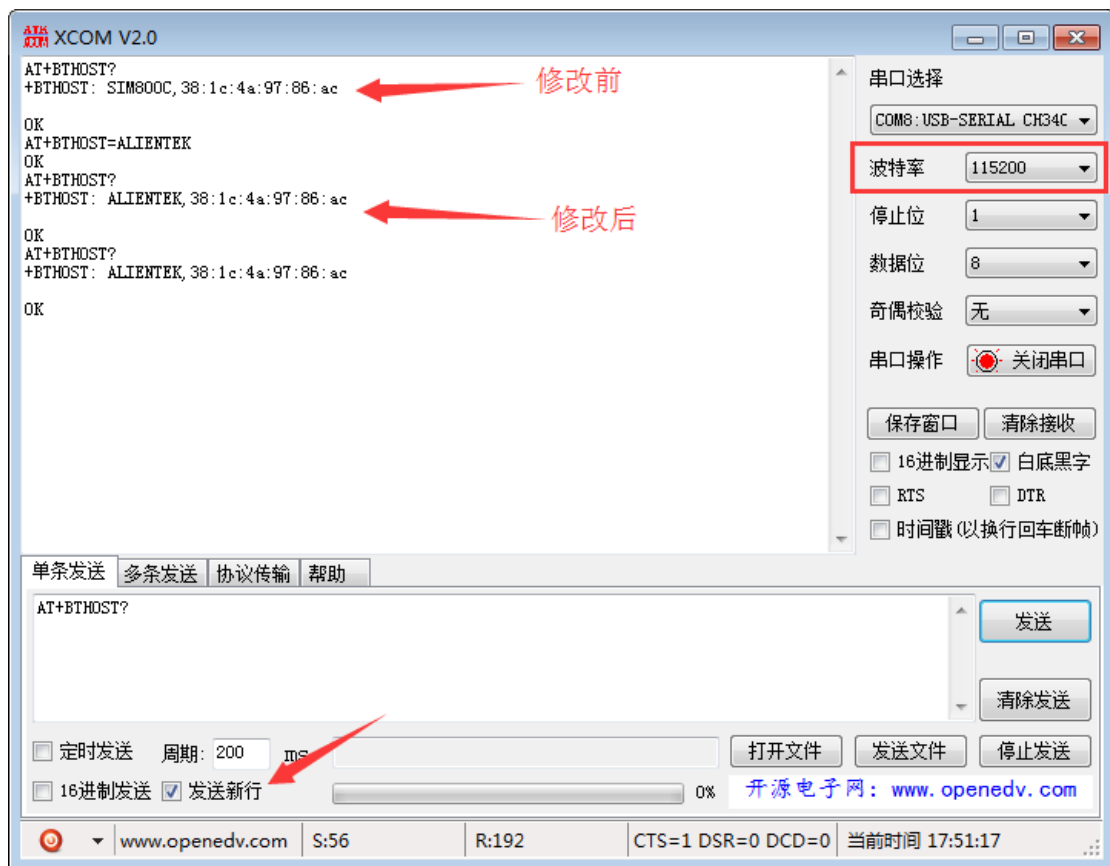 XCOM V2.0
AT+BTHOST?
+BTHOST: SIM800C,38:1c:4a:97:86:ac
修改前
OK
AT+BTHOST=ALIENTEK
OK
AT+BTHOST?
+BTHOST: ALIENTEK,38:1c:4a:97:86:ac
修改后
OK
AT+BTHOST?
+BTHOST: ALIENTEK,38:1c:4a:97:86:ac
OK
串口选择
COM8:USB-SERIAL CH34C
波特率 115200
停止位 1
数据位 8
奇偶校验 无
串口操作 关闭串口
保存窗口 清除接收
16进制显示 白底黑字
RTS DTR
时间戳(以换行回车断帧)
单条发送 多条发送 协议传输 帮助
AT+BTHOST?
发送
清除发送
定时发送 周期: 200 ms 打开文件 发送文件 停止发送
16进制发送 发送新行 0% 开源电子网: www.openedv.com
www.openedv.com S:56 R:192 CTS=1 DSR=0 DCD=0 当前时间 17:51:17